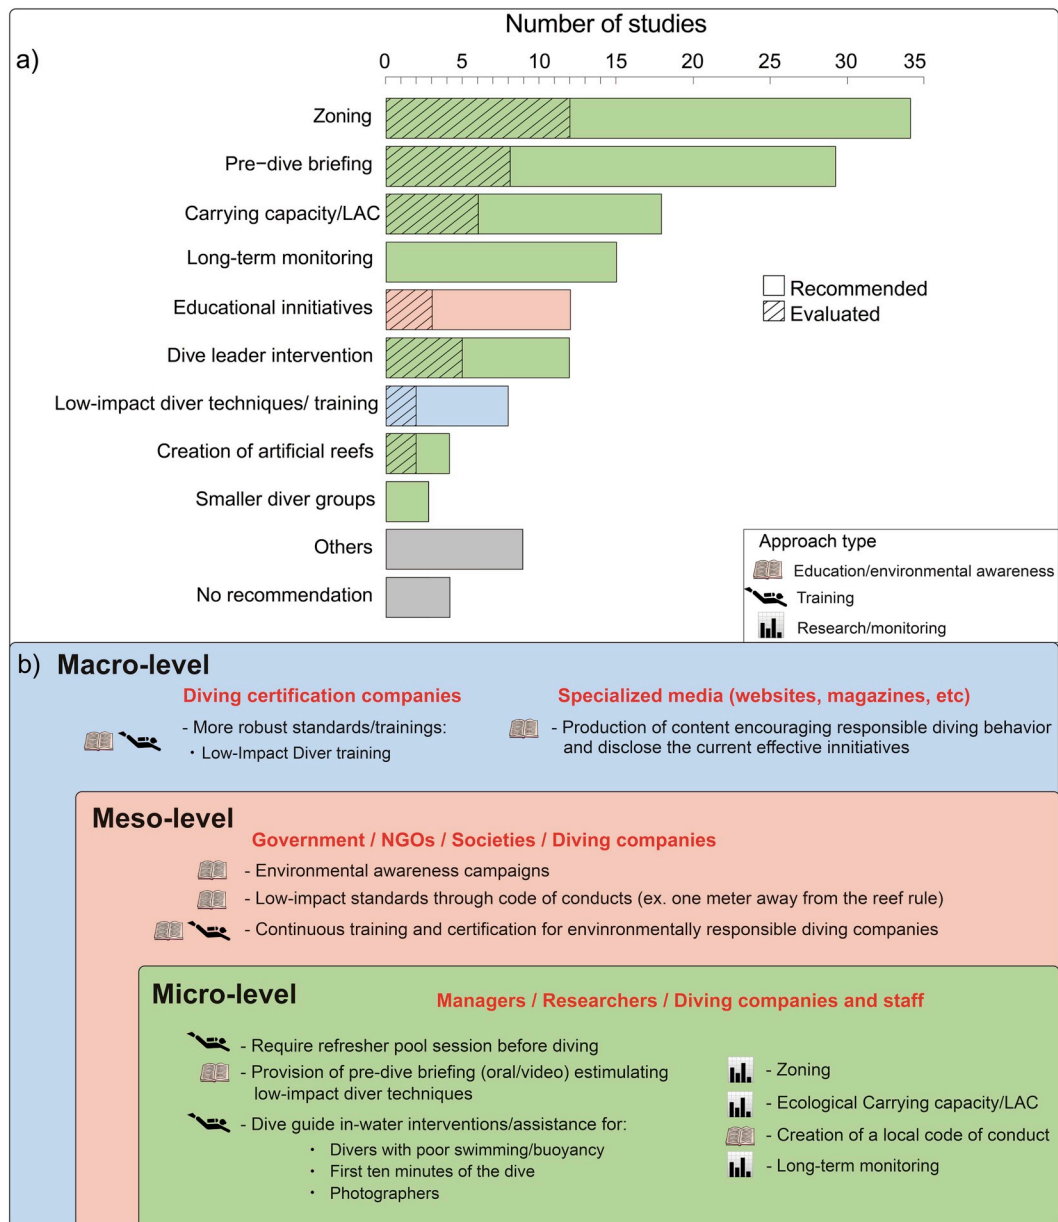 Number of studies
a)
0 5 10 15 20 25 30 35
Zoning
Pre−dive briefing
Carrying capacity/LAC
Long-term monitoring
Educational innitiatives
Dive leader intervention
Low-impact diver techniques/ training
Creation of artificial reefs
Smaller diver groups
Others
No recommendation
Recommended
Evaluated
Approach type
Education/environmental awareness
Training
Research/monitoring
b) Macro-level
Diving certification companies
- More robust standards/trainings:
· Low-Impact Diver training
Specialized media (websites, magazines, etc)
- Production of content encouraging responsible diving behavior
and disclose the current effective innitiatives
Meso-level
Government / NGOs / Societies / Diving companies
- Environmental awareness campaigns
- Low-impact standards through code of conducts (ex. one meter away from the reef rule)
- Continuous training and certification for envinronmentally responsible diving companies
Micro-level
Managers / Researchers / Diving companies and staff
- Require refresher pool session before diving
- Provision of pre-dive briefing (oral/video) estimulating
low-impact diver techniques
- Dive guide in-water interventions/assistance for:
· Divers with poor swimming/buoyancy
· First ten minutes of the dive
· Photographers
- Zoning
- Ecological Carrying capacity/LAC
- Creation of a local code of conduct
- Long-term monitoring